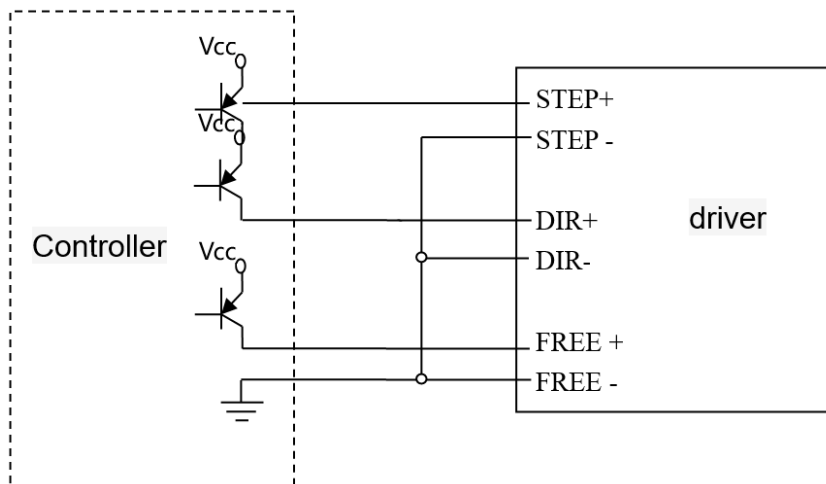 Vcc
STEP+
Vcc
STEP -
DIR+
driver
Controller
Vcc
DIR-
FREE +
FREE -